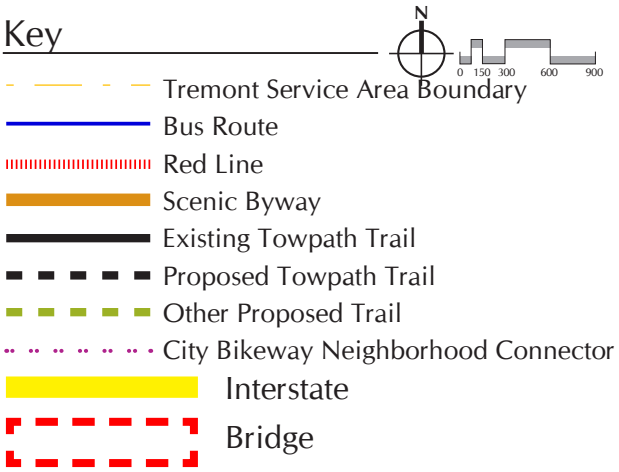 Key
N
0 150 300 600 900
Tremont Service Area Boundary
Bus Route
Red Line
Scenic Byway
Existing Towpath Trail
Proposed Towpath Trail
Other Proposed Trail
City Bikeway Neighborhood Connector
Interstate
Bridge